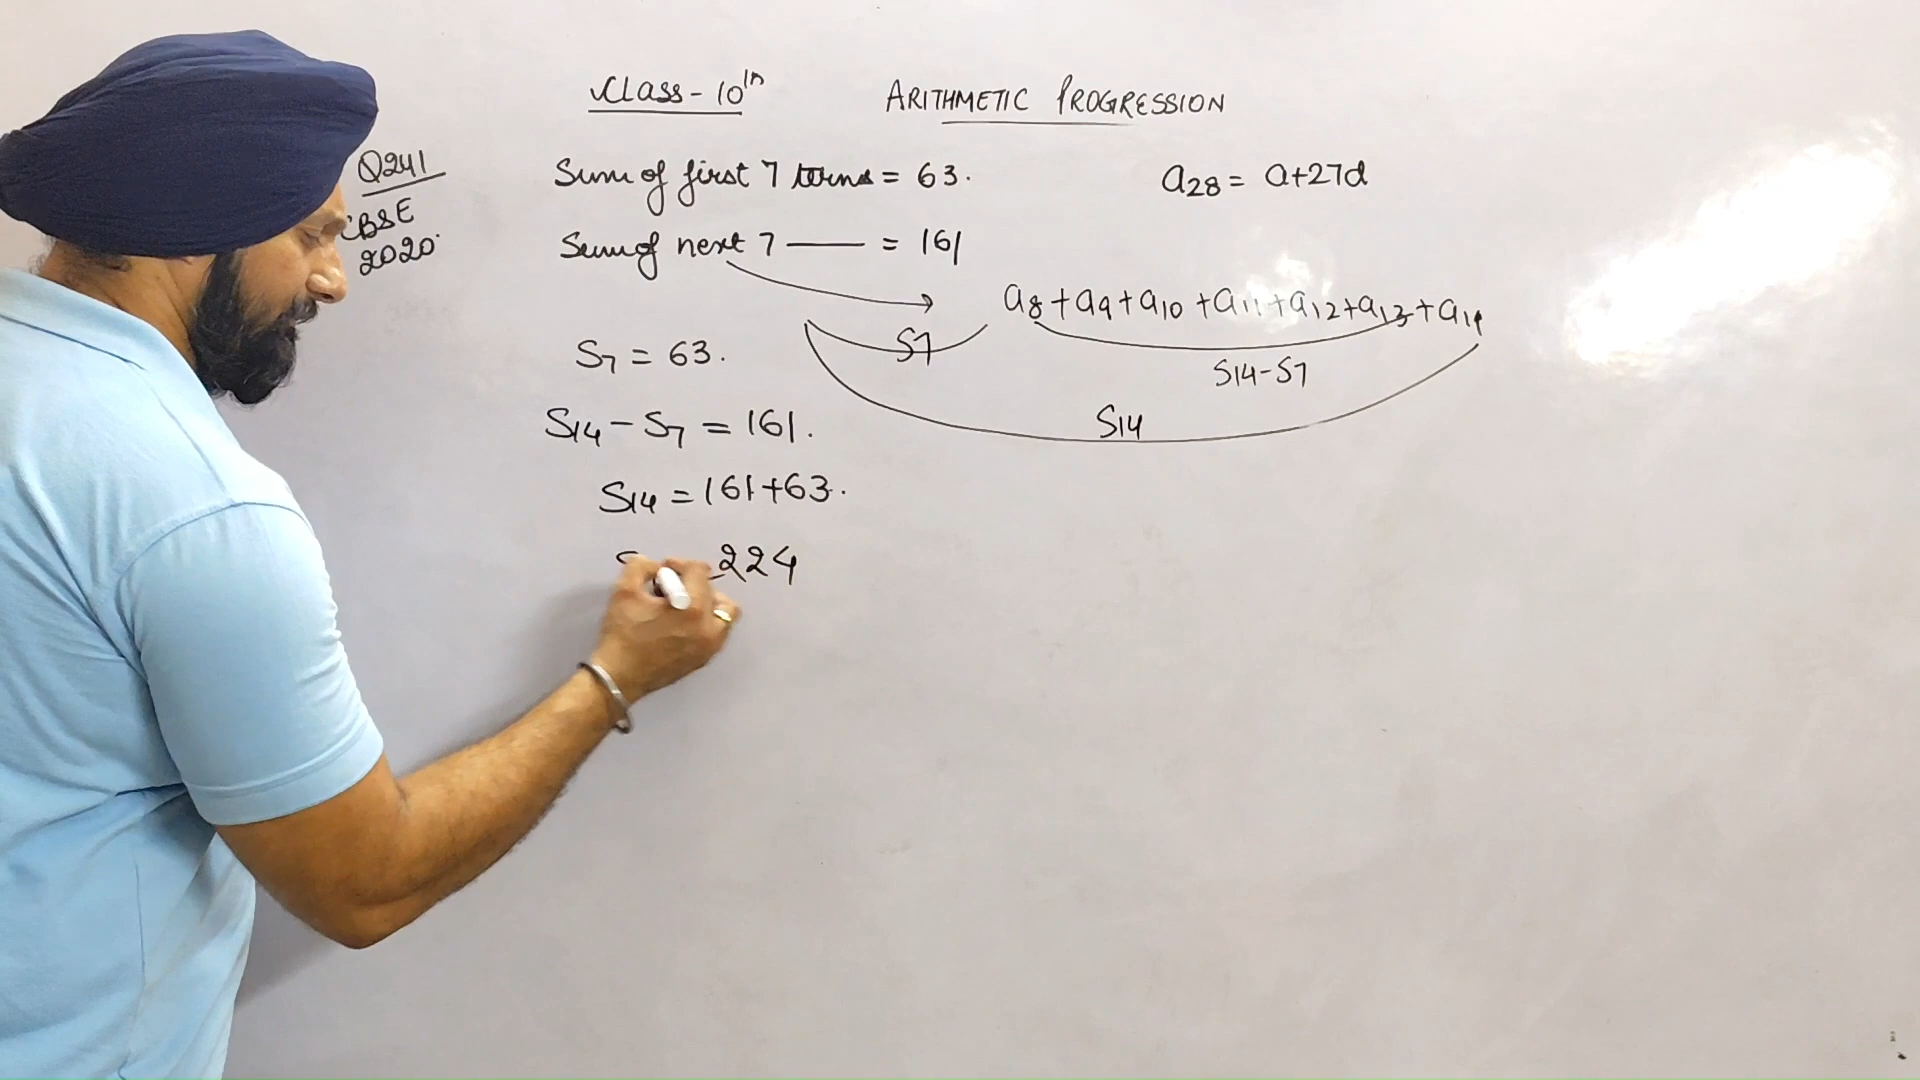 Class - 10th
ARITHMETIC PROGRESSION
Q241
CBSE
2020.
Sum of first 7 terms = 63.
a28 = a+27d
Sum of next 7 —— = 161
a8 + a9 + a10 + a11 + a12 + a13 + a14
S7
S7 = 63.
S14-S7
S14 - S7 = 161.
S14
S14 = 161+63.
224